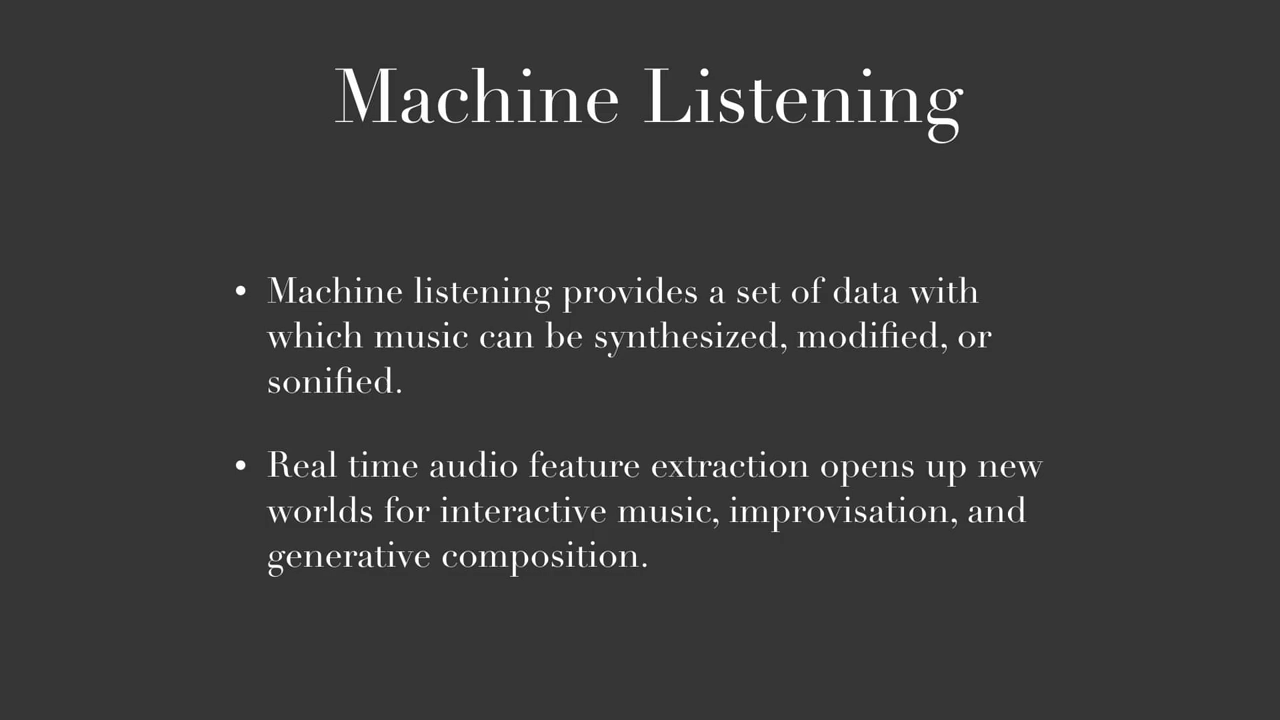 Machine Listening
• Machine listening provides a set of data with
which music can be synthesized, modified, or
sonified.
• Real time audio feature extraction opens up new
worlds for interactive music, improvisation, and
generative composition.